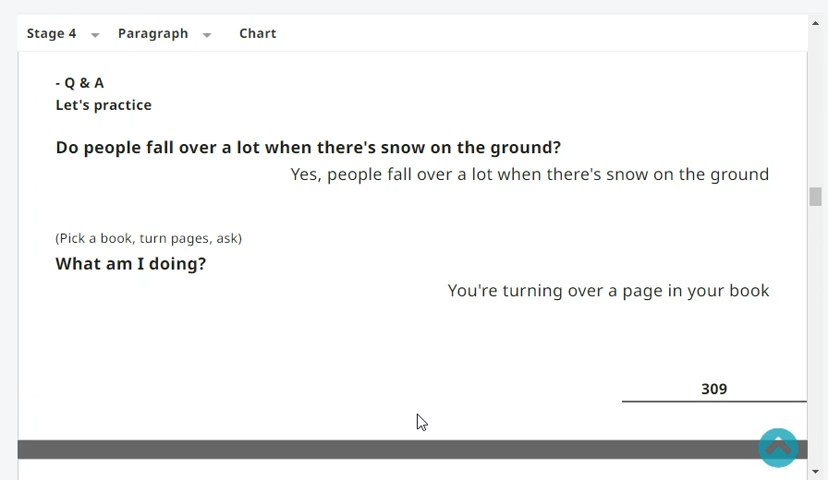 Stage 4 Paragraph Chart
- Q & A
Let's practice
Do people fall over a lot when there's snow on the ground?
Yes, people fall over a lot when there's snow on the ground
(Pick a book, turn pages, ask)
What am I doing?
You're turning over a page in your book
309